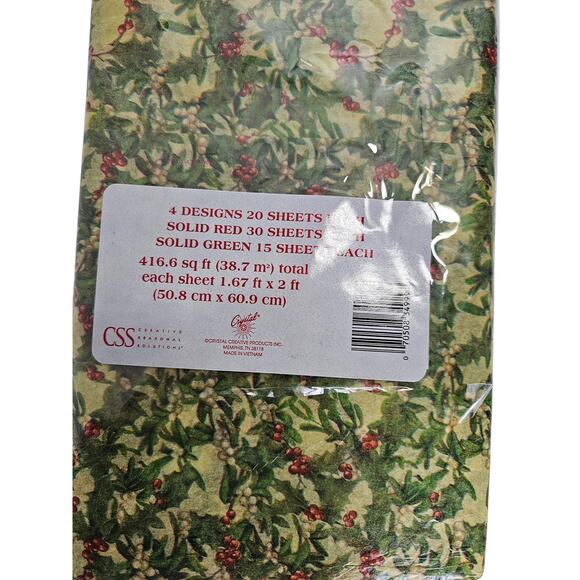 4 DESIGNS 20 SHEETS EACH
SOLID RED 30 SHEETS EACH
SOLID GREEN 15 SHEETS EACH
416.6 sq ft (38.7 m²) total
each sheet 1.67 ft x 2 ft
(50.8 cm x 60.9 cm)
CSS CREATIVE SEASONAL SOLUTIONS®
Crystal®
©CRYSTAL CREATIVE PRODUCTS INC.
MEMPHIS, TN 38118
MADE IN VIETNAM